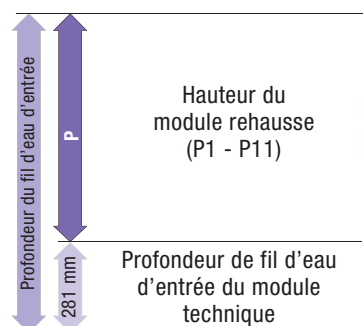 Profondeur du fil d'eau d'entrée
P
Hauteur du
module rehausse
(P1 - P11)
281 mm
Profondeur de fil d'eau
d'entrée du module
technique